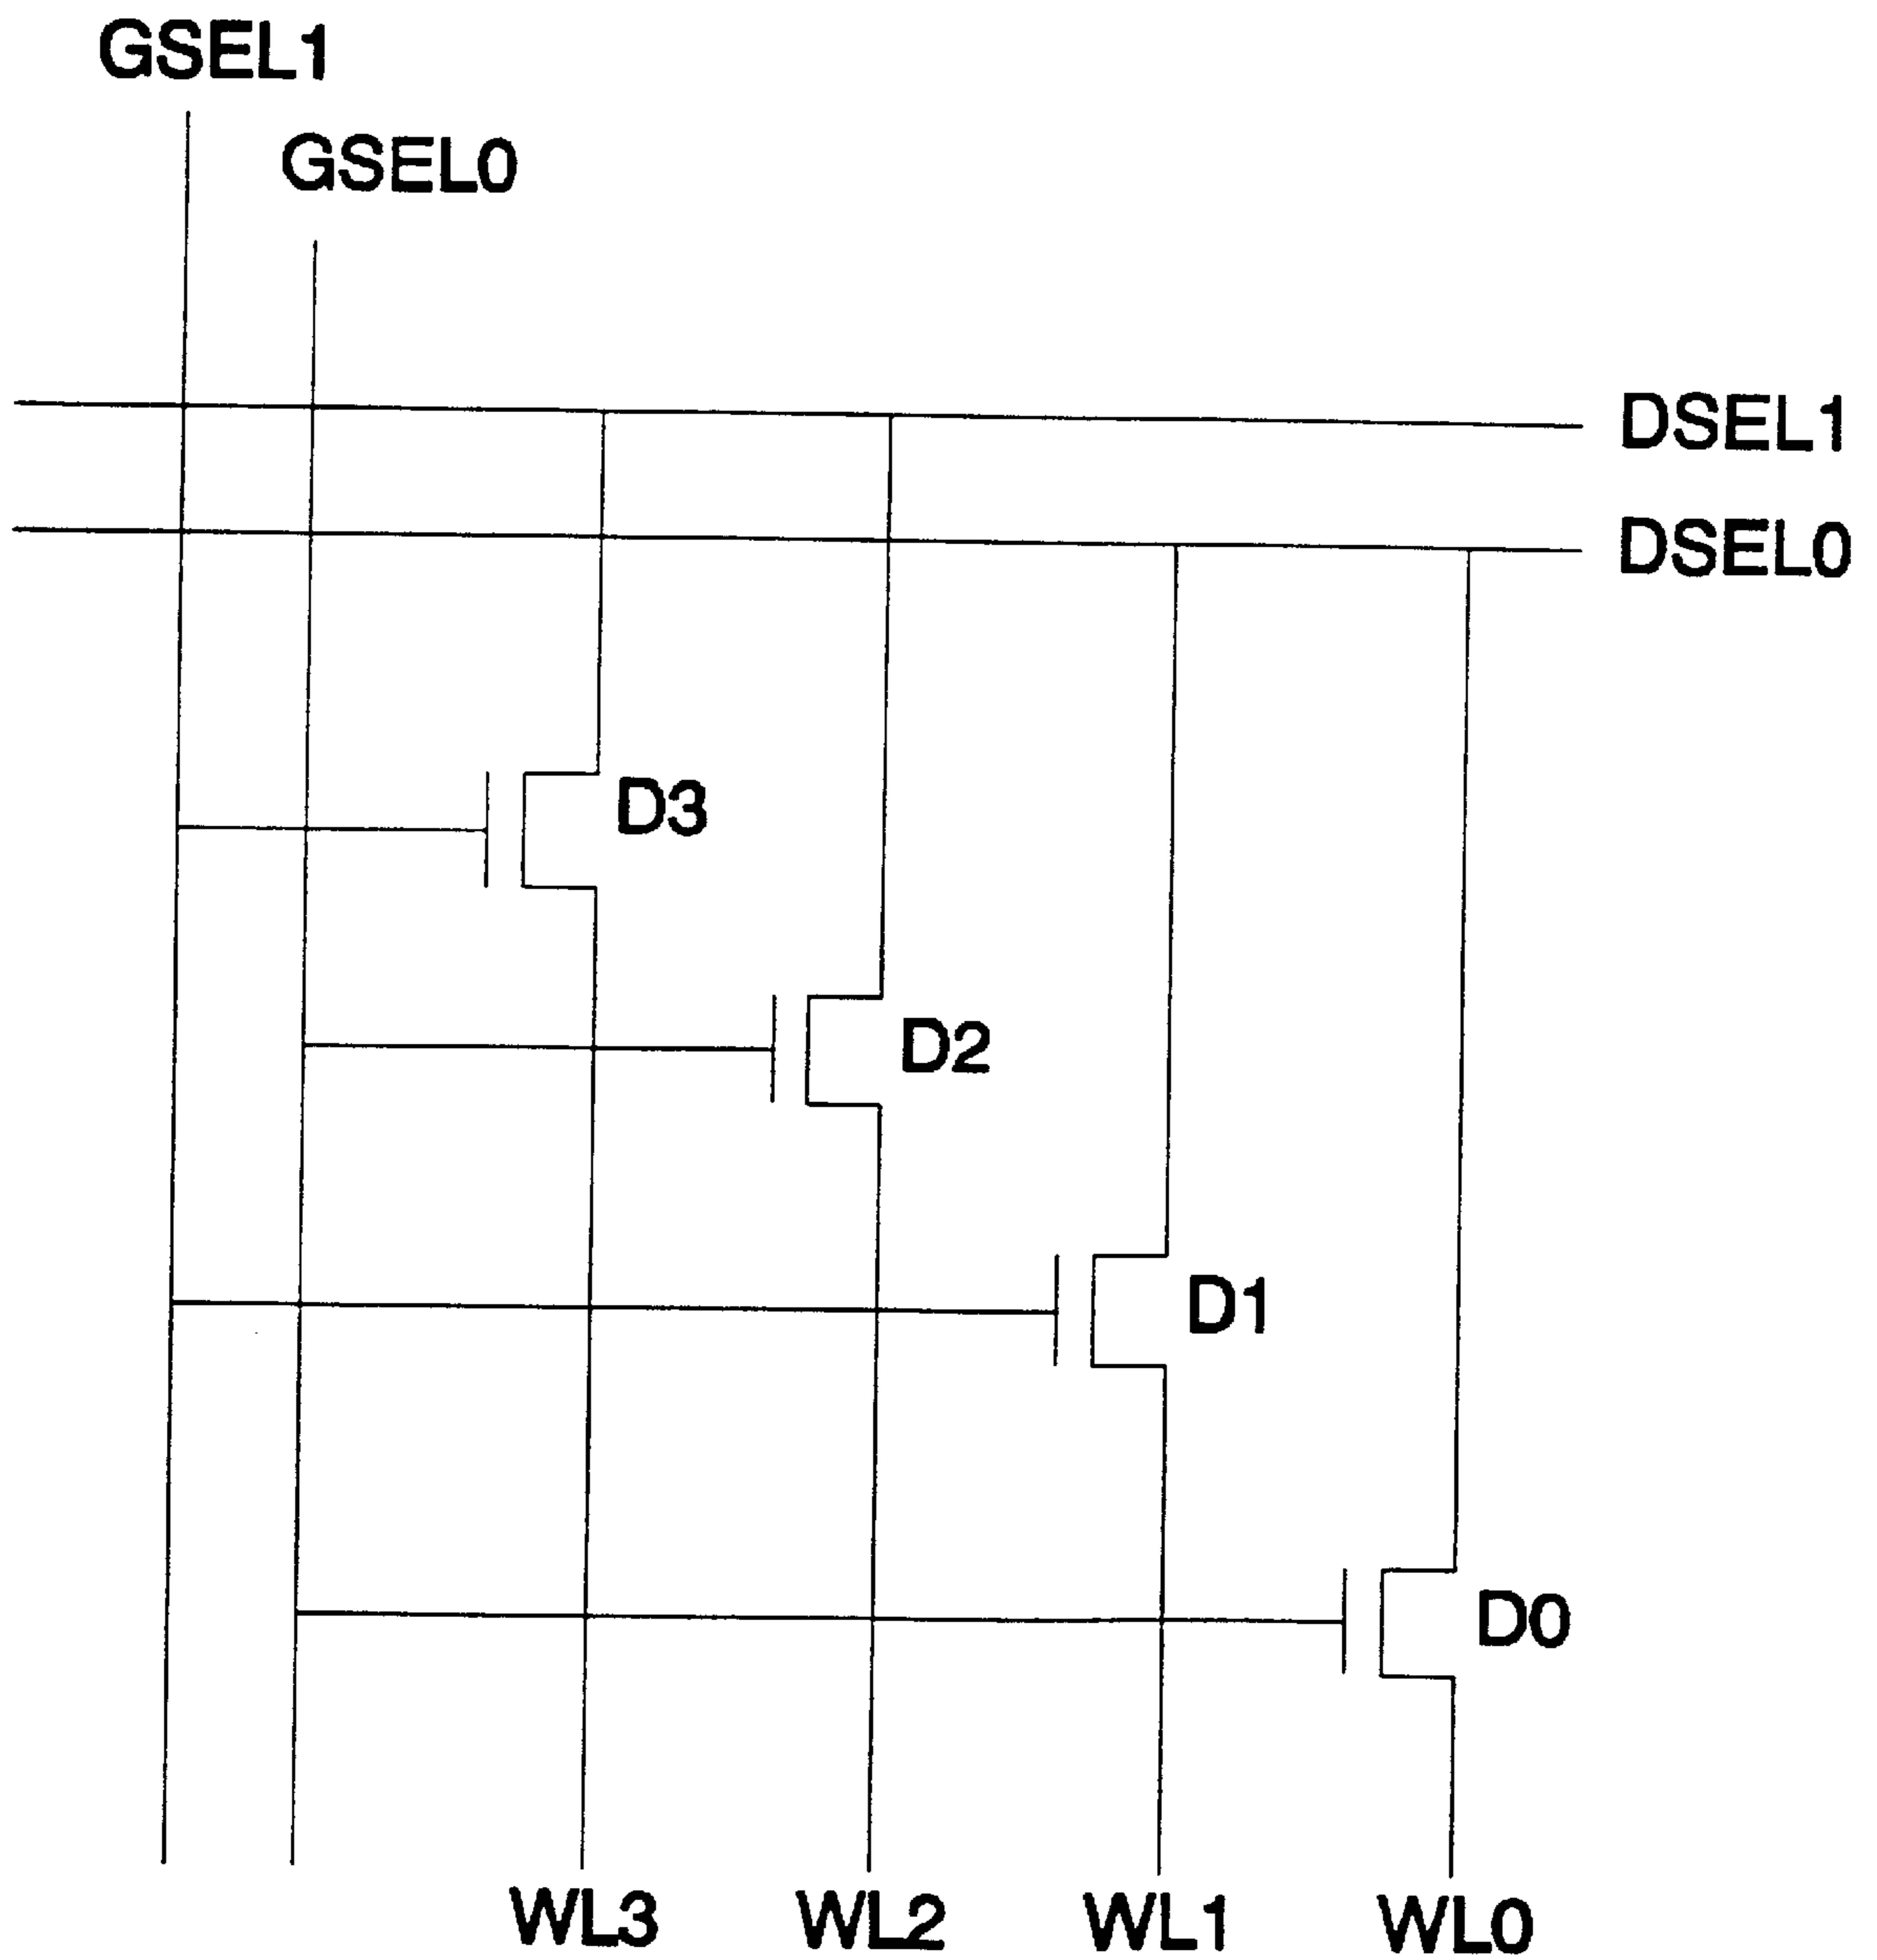 GSEL1
GSEL0
DSEL1
DSEL0
D3
D2
D1
D0
WL3 WL2 WL1 WL0